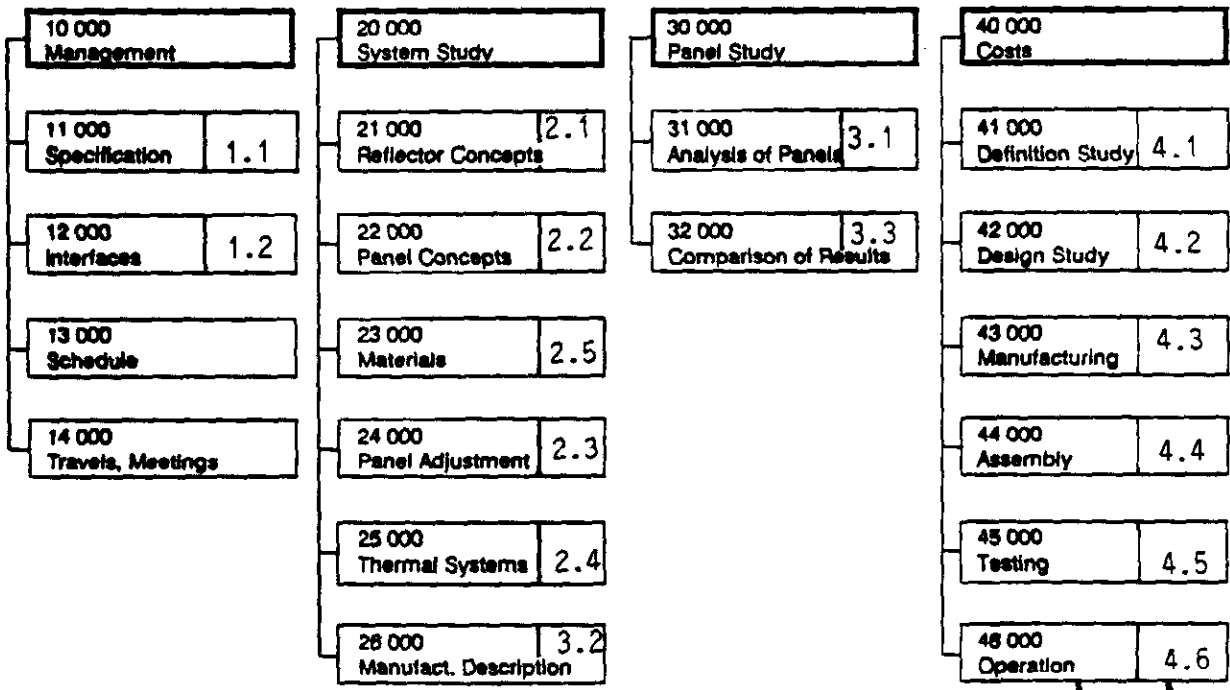 10 000
Management
11 000
Specification 1.1
12 000
Interfaces 1.2
13 000
Schedule
14 000
Travels, Meetings
20 000
System Study
21 000 2.1
Reflector Concepts
22 000
Panel Concepts 2.2
23 000
Materials 2.5
24 000
Panel Adjustment 2.3
25 000
Thermal Systems 2.4
26 000 3.2
Manufact. Description
30 000
Panel Study
31 000
Analysis of Panels 3.1
32 000 3.3
Comparison of Results
40 000
Costs
41 000
Definition Study 4.1
42 000
Design Study 4.2
43 000
Manufacturing 4.3
44 000
Assembly 4.4
45 000
Testing 4.5
46 000
Operation 4.6